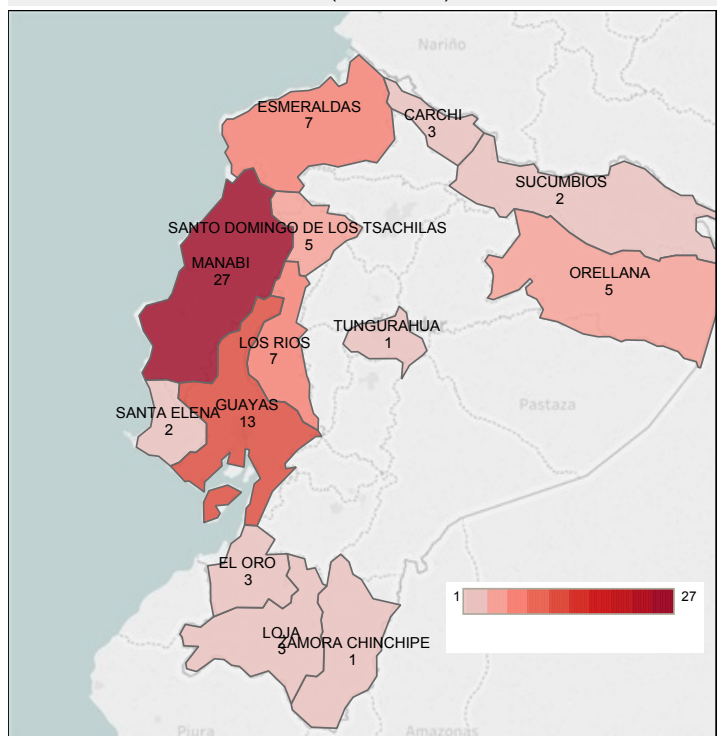 Nariño
ESMERALDAS
7
CARCHI
3
SUCUMBIOS
2
SANTO DOMINGO DE LOS TSACHILAS
5
MANABI
27
ORELLANA
5
TUNGURAHUA
1
LOS RIOS
7
Pastaza
SANTA ELENA
2
GUAYAS
13
EL ORO
3
1
27
LOJA
3
ZAMORA CHINCHIPE
1
Piura
Amazonas